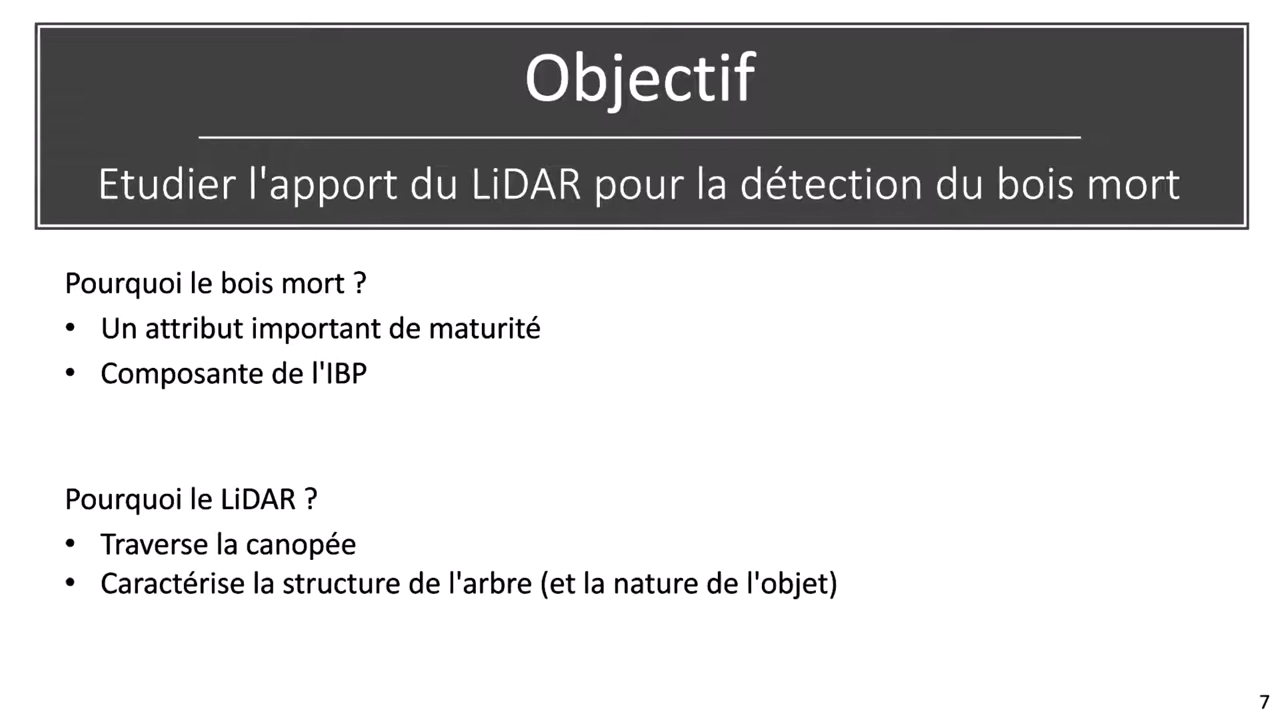 Objectif
Etudier l'apport du LiDAR pour la détection du bois mort
Pourquoi le bois mort ?
• Un attribut important de maturité
• Composante de l'IBP
Pourquoi le LiDAR ?
• Traverse la canopée
• Caractérise la structure de l'arbre (et la nature de l'objet)
7